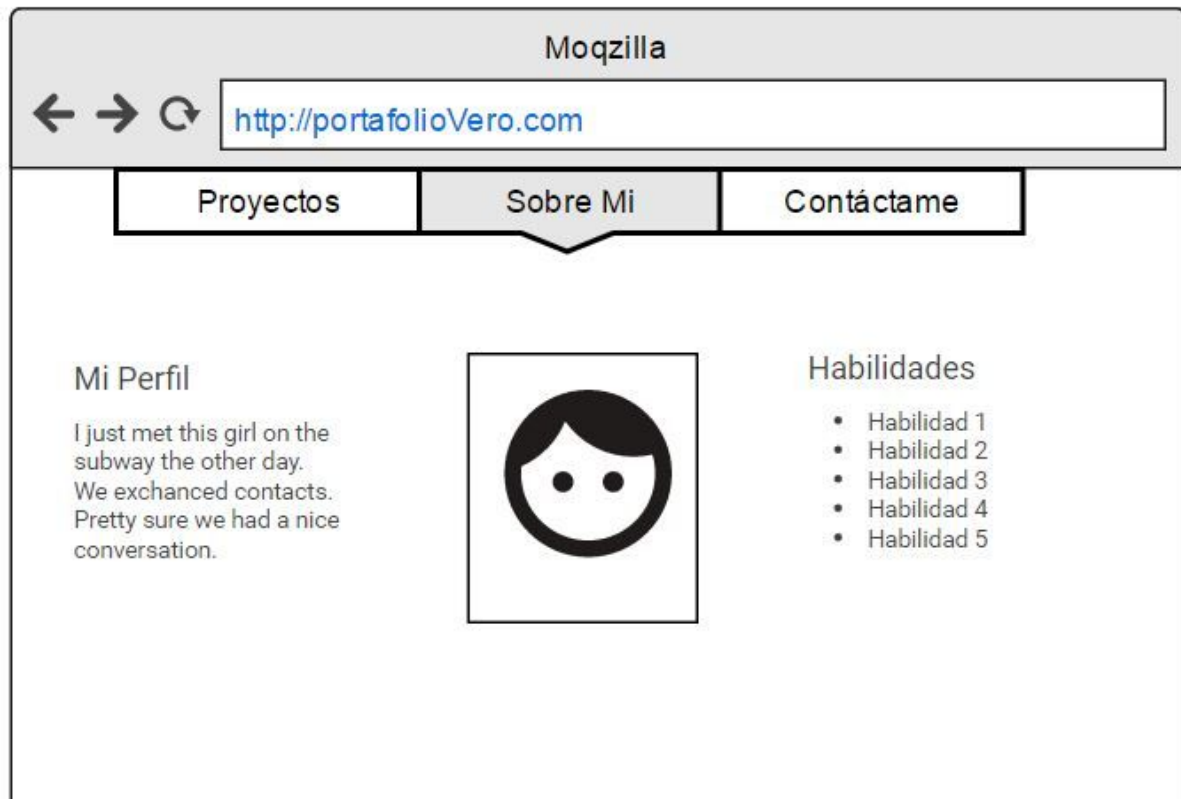 Moqzilla
http://portafolioVero.com
Proyectos
Sobre Mi
Contáctame
Mi Perfil
I just met this girl on the
subway the other day.
We exchanced contacts.
Pretty sure we had a nice
conversation.
Habilidades
Habilidad 1
Habilidad 2
Habilidad 3
Habilidad 4
Habilidad 5